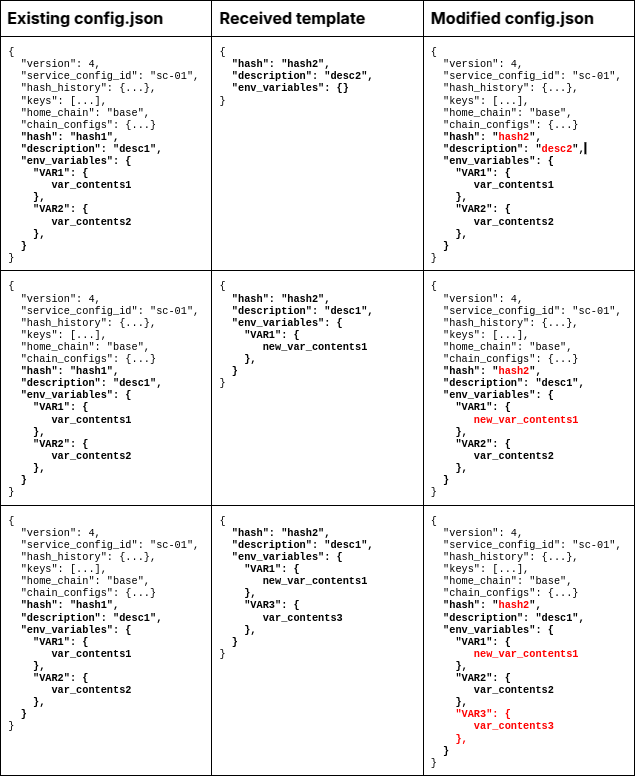 Existing config.json
Received template
Modified config.json
{
  "version": 4,
  "service_config_id": "sc-01",
  "hash_history": {...},
  "keys": [...],
  "home_chain": "base",
  "chain_configs": {...}
  "hash": "hash1",
  "description": "desc1",
  "env_variables": {
    "VAR1": {
       var_contents1
    },
    "VAR2": {
       var_contents2
    },
  }
}
{
  "hash": "hash2",
  "description": "desc2",
  "env_variables": {}
}
{
  "version": 4,
  "service_config_id": "sc-01",
  "hash_history": {...},
  "keys": [...],
  "home_chain": "base",
  "chain_configs": {...}
  "hash": "hash2",
  "description": "desc2",
  "env_variables": {
    "VAR1": {
       var_contents1
    },
    "VAR2": {
       var_contents2
    },
  }
}
{
  "version": 4,
  "service_config_id": "sc-01",
  "hash_history": {...},
  "keys": [...],
  "home_chain": "base",
  "chain_configs": {...}
  "hash": "hash1",
  "description": "desc1",
  "env_variables": {
    "VAR1": {
       var_contents1
    },
    "VAR2": {
       var_contents2
    },
  }
}
{
  "hash": "hash2",
  "description": "desc1",
  "env_variables": {
    "VAR1": {
       new_var_contents1
    },
  }
}
{
  "version": 4,
  "service_config_id": "sc-01",
  "hash_history": {...},
  "keys": [...],
  "home_chain": "base",
  "chain_configs": {...}
  "hash": "hash2",
  "description": "desc1",
  "env_variables": {
    "VAR1": {
       new_var_contents1
    },
    "VAR2": {
       var_contents2
    },
  }
}
{
  "version": 4,
  "service_config_id": "sc-01",
  "hash_history": {...},
  "keys": [...],
  "home_chain": "base",
  "chain_configs": {...}
  "hash": "hash1",
  "description": "desc1",
  "env_variables": {
    "VAR1": {
       var_contents1
    },
    "VAR2": {
       var_contents2
    },
  }
}
{
  "hash": "hash2",
  "description": "desc1",
  "env_variables": {
    "VAR1": {
       new_var_contents1
    },
    "VAR3": {
       var_contents3
    },
  }
}
{
  "version": 4,
  "service_config_id": "sc-01",
  "hash_history": {...},
  "keys": [...],
  "home_chain": "base",
  "chain_configs": {...}
  "hash": "hash2",
  "description": "desc1",
  "env_variables": {
    "VAR1": {
       new_var_contents1
    },
    "VAR2": {
       var_contents2
    },
    "VAR3": {
       var_contents3
    },
  }
}